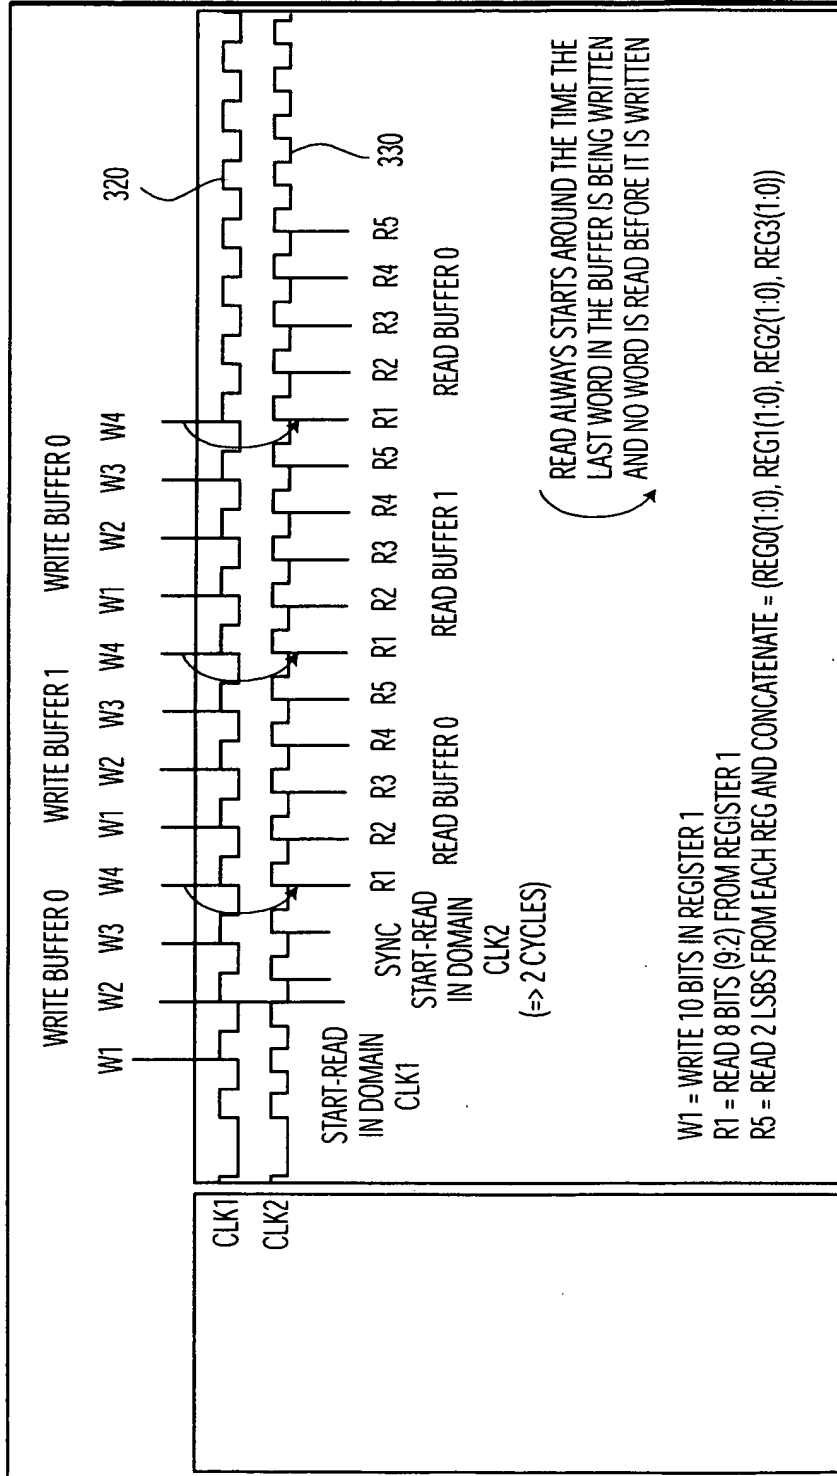 WRITE BUFFER 0 WRITE BUFFER 1 WRITE BUFFER 0
W1 W2 W3 W4 W1 W2 W3 W4 W1 W2 W3 W4
320
CLK1
CLK2
330
START-READ
IN DOMAIN
CLK1
SYNC
START-READ
IN DOMAIN
CLK2
(=> 2 CYCLES)
R1 R2 R3 R4 R5 R1 R2 R3 R4 R5 R1 R2 R3 R4 R5
READ BUFFER 0 READ BUFFER 1 READ BUFFER 0
READ ALWAYS STARTS AROUND THE TIME THE
LAST WORD IN THE BUFFER IS BEING WRITTEN
AND NO WORD IS READ BEFORE IT IS WRITTEN
W1 = WRITE 10 BITS IN REGISTER 1
R1 = READ 8 BITS (9:2) FROM REGISTER 1
R5 = READ 2 LSBS FROM EACH REG AND CONCATENATE = (REG0(1:0), REG1(1:0), REG2(1:0), REG3(1:0))